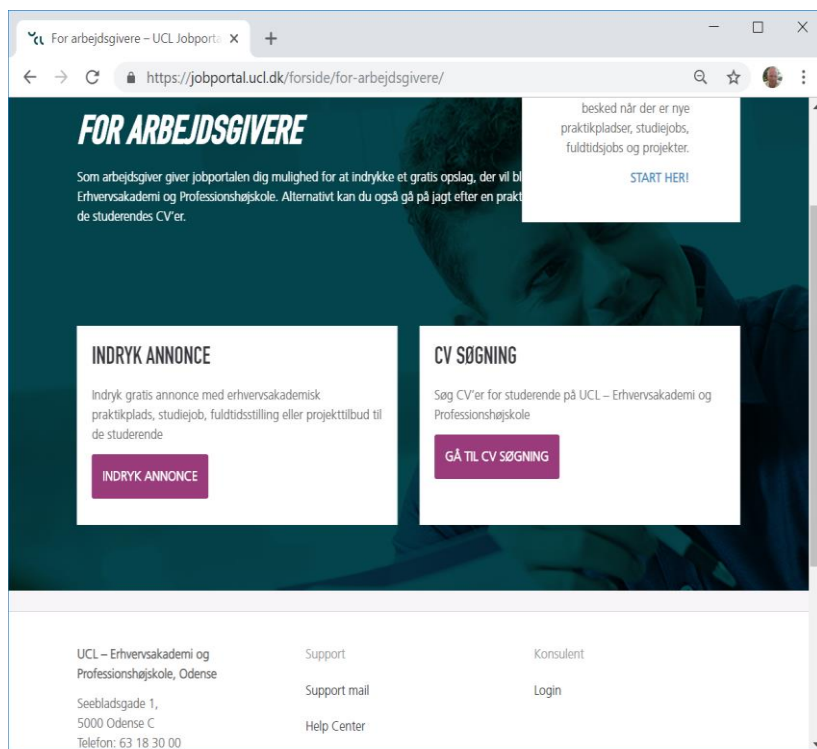 For arbejdsgivere – UCL Jobporta
https://jobportal.ucl.dk/forside/for-arbejdsgivere/
FOR ARBEJDSGIVERE
Som arbejdsgiver giver jobportalen dig mulighed for at indrykke et gratis opslag, der vil bl
Erhvervsakademi og Professionshøjskole. Alternativt kan du også gå på jagt efter en prakt
de studerendes CV'er.
besked når der er nye
praktikpladser, studiejobs,
fuldtidsjobs og projekter.
START HER!
INDRYK ANNONCE
Indryk gratis annonce med erhvervsakademisk
praktikplads, studiejob, fuldtidsstilling eller projekttilbud til
de studerende
INDRYK ANNONCE
CV SØGNING
Søg CV'er for studerende på UCL – Erhvervsakademi og
Professionshøjskole
GÅ TIL CV SØGNING
UCL – Erhvervsakademi og
Professionshøjskole, Odense
Seebladsgade 1,
5000 Odense C
Telefon: 63 18 30 00
Support
Support mail
Help Center
Konsulent
Login